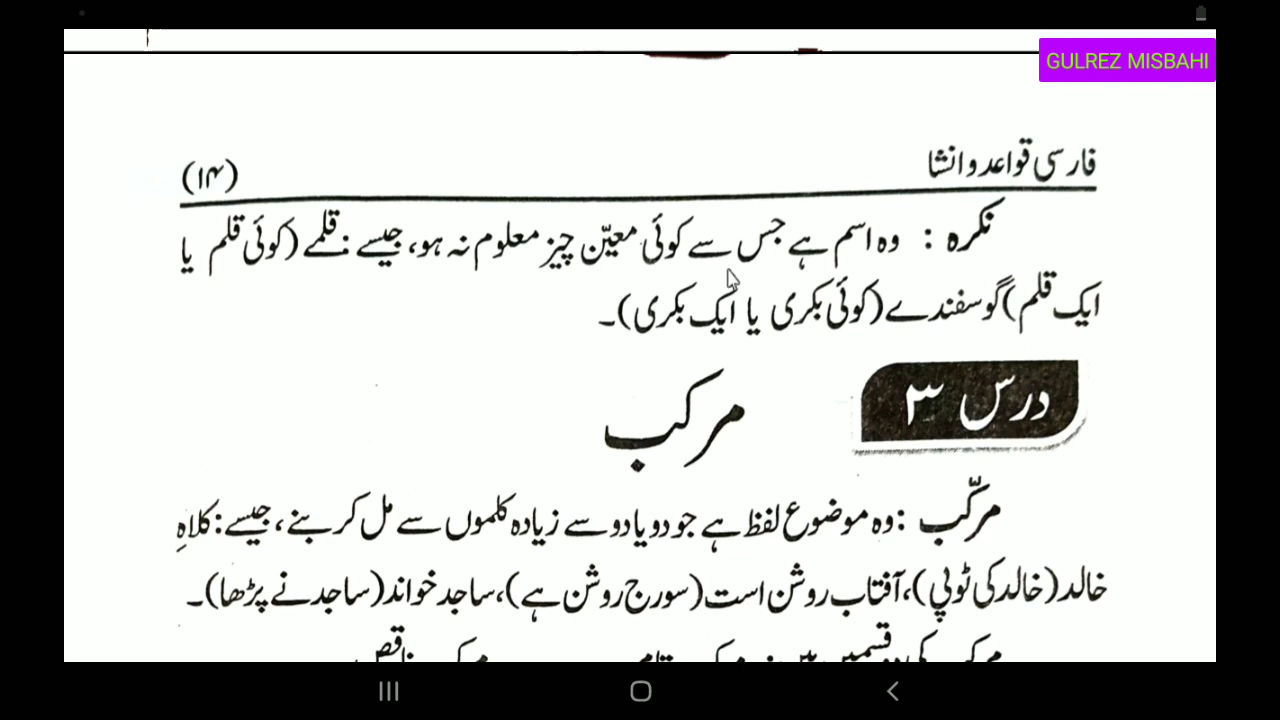 GULREZ MISBAHI
فارسی قواعد و انشا (۱۴)
نکرہ : وہ اسم ہے جس سے کوئی معیّن چیز معلوم نہ ہو، جیسے : قلمے (کوئی قلم یا
ایک قلم) گوسفندے (کوئی بکری یا ایک بکری)۔
درس ۳
مرکب
مرکّب : وہ موضوع لفظ ہے جو دو یا دو سے زیادہ کلموں سے مل کر بنے، جیسے : کلاہِ
خالد (خالد کی ٹوپی)، آفتاب روشن است (سورج روشن ہے)، ساجد خواند (ساجد نے پڑھا)۔